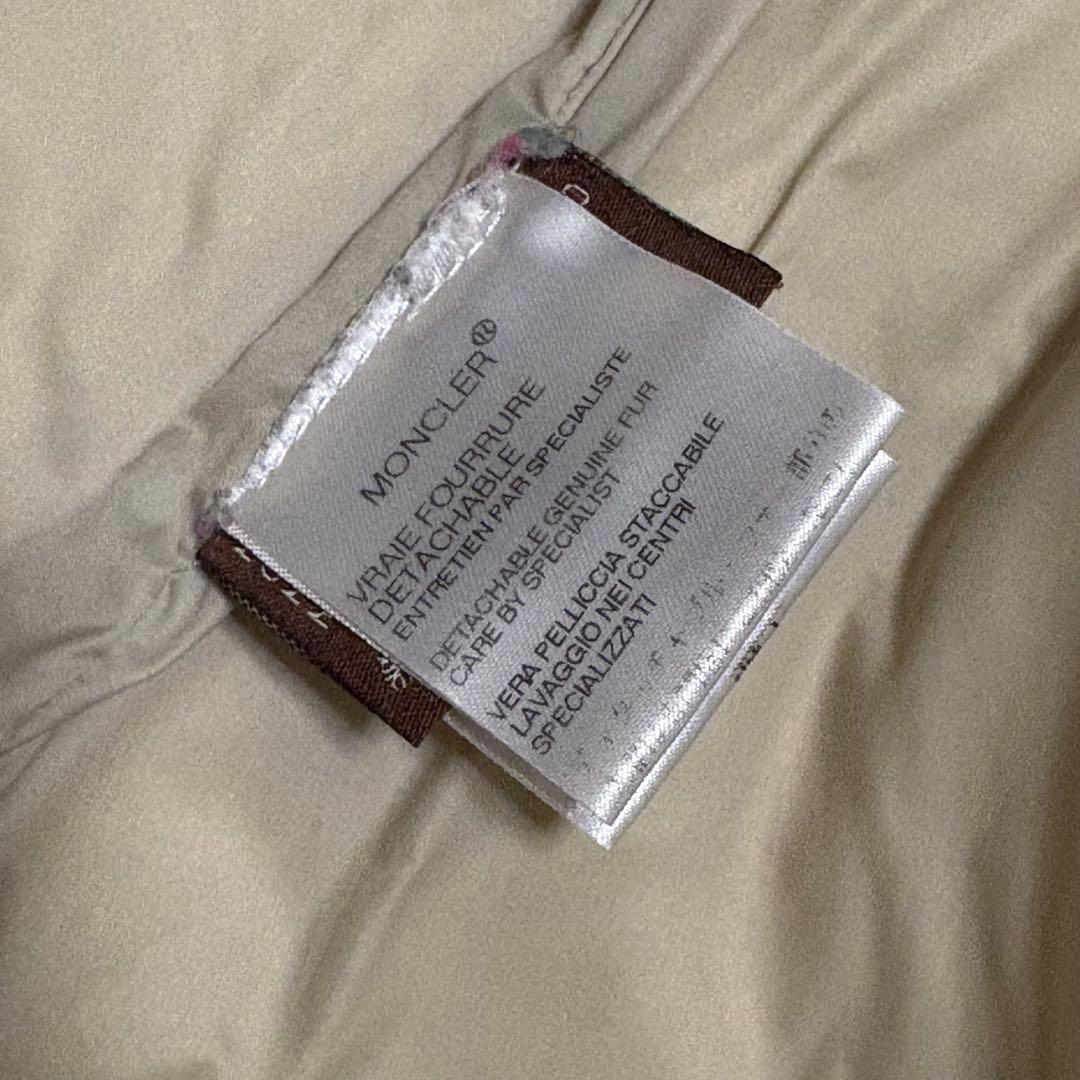 MONCLER®
VRAIE FOURRURE
DETACHABLE
ENTRETIEN PAR SPECIALISTE
DETACHABLE GENUINE FUR
CARE BY SPECIALIST
VERA PELLICCIA STACCABILE
LAVAGGIO NEI CENTRI
SPECIALIZZATI